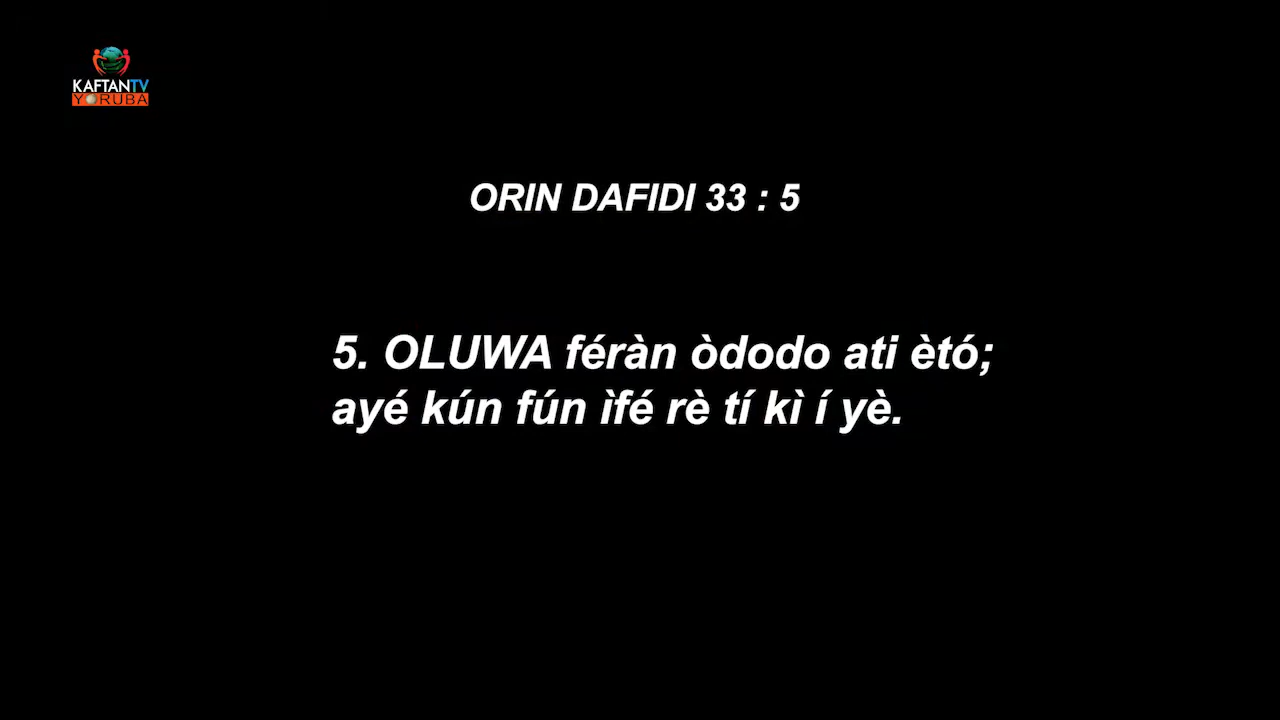 KAFTANTV
YORUBA
ORIN DAFIDI 33 : 5
5. OLUWA féràn òdodo ati ètó;
ayé kún fún ìfé rè tí kì í yè.